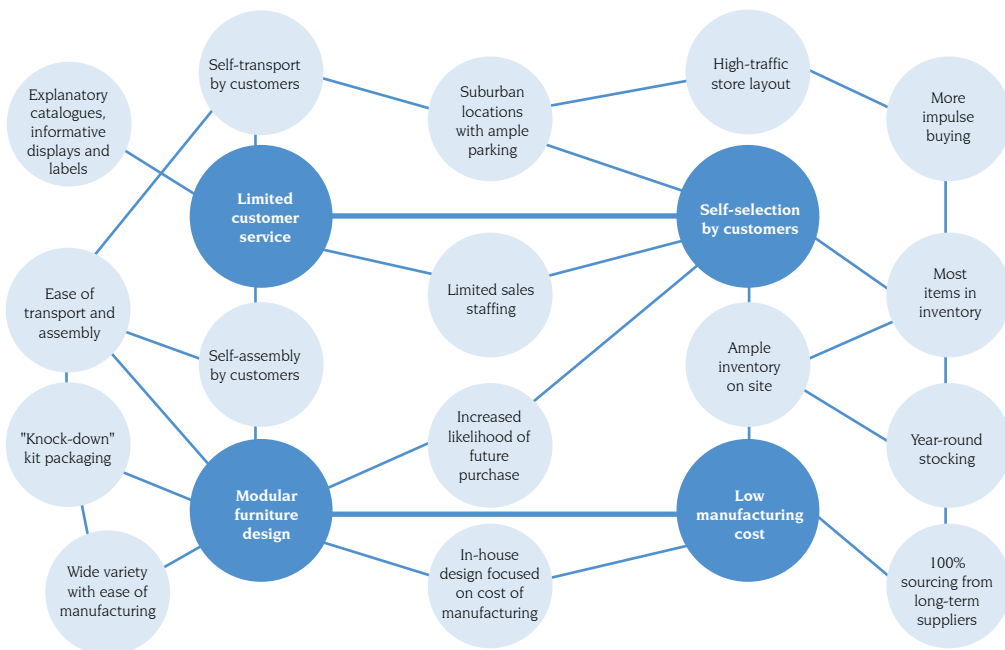 Self-transport
by customers
High-traffic
store layout
Explanatory
catalogues,
informative
displays and
labels
Suburban
locations
with ample
parking
More
impulse
buying
Limited
customer
service
Self-selection
by customers
Ease of
transport and
assembly
Limited sales
staffing
Most
items in
inventory
Self-assembly
by customers
Ample
inventory
on site
"Knock-down"
kit packaging
Increased
likelihood of
future
purchase
Year-round
stocking
Modular
furniture
design
Low
manufacturing
cost
Wide variety
with ease of
manufacturing
In-house
design focused
on cost of
manufacturing
100%
sourcing from
long-term
suppliers